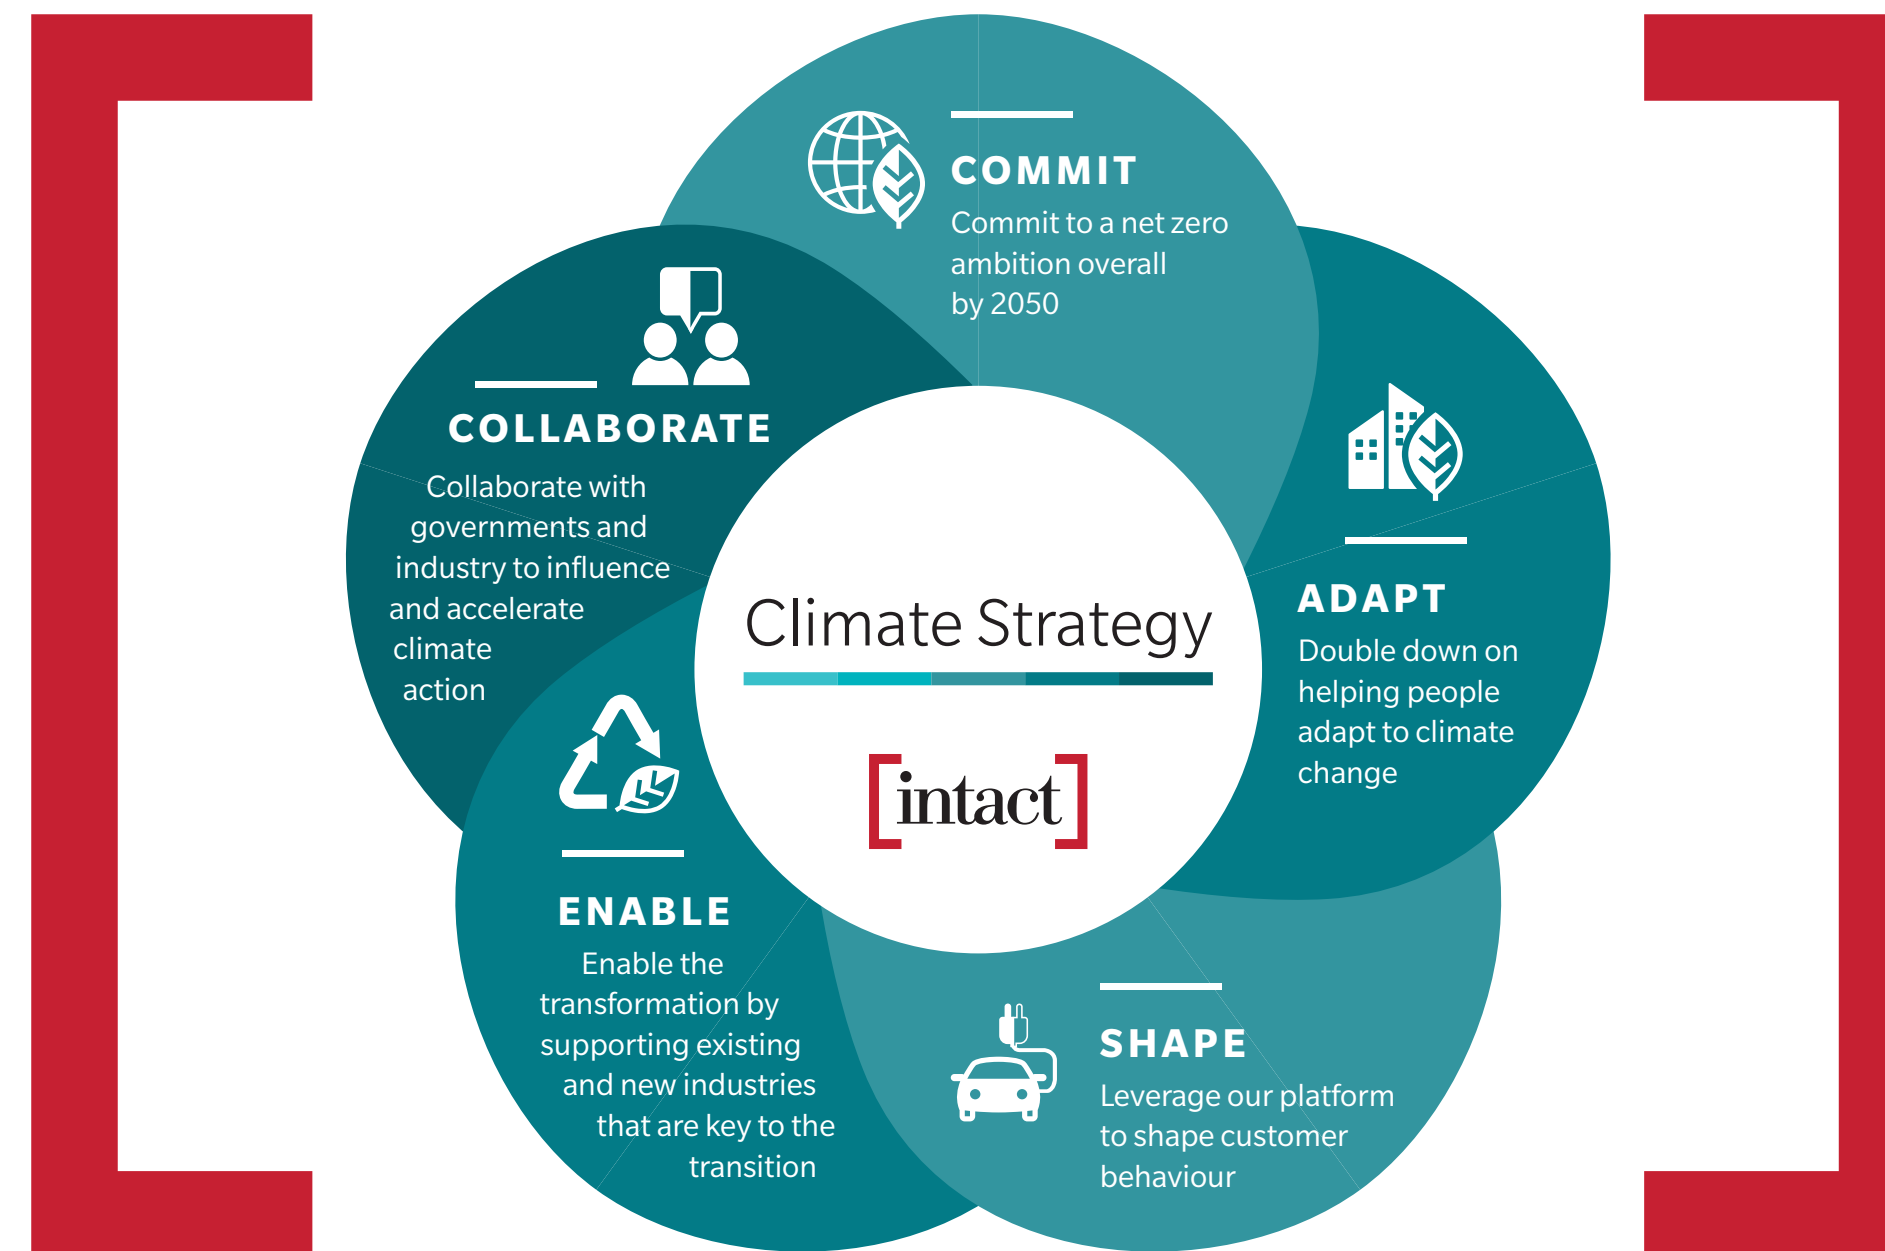 COMMIT
Commit to a net zero
ambition overall
by 2050
COLLABORATE
Collaborate with
governments and
industry to influence
and accelerate
climate
action
ADAPT
Double down on
helping people
adapt to climate
change
Climate Strategy
[intact]
ENABLE
Enable the
transformation by
supporting existing
and new industries
that are key to the
transition
SHAPE
Leverage our platform
to shape customer
behaviour